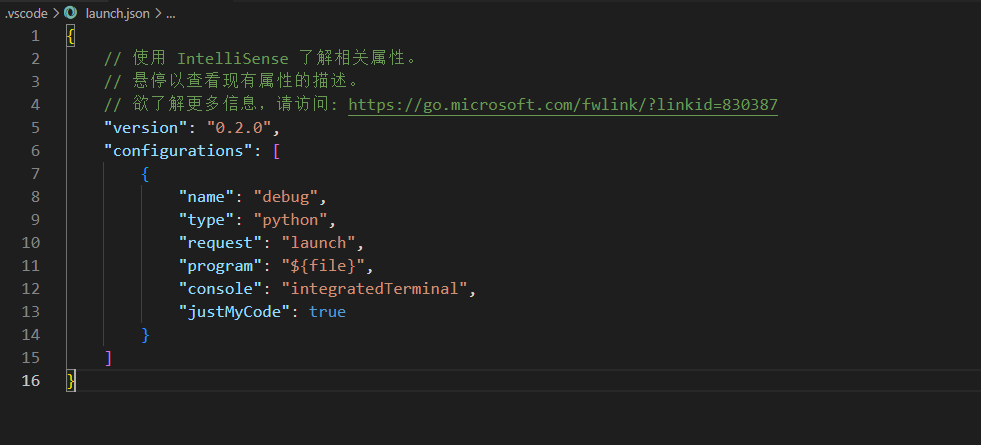 .vscode > launch.json > ...
1 {
2 // 使用 IntelliSense 了解相关属性。
3 // 悬停以查看现有属性的描述。
4 // 欲了解更多信息，请访问: https://go.microsoft.com/fwlink/?linkid=830387
5 "version": "0.2.0",
6 "configurations": [
7 {
8 "name": "debug",
9 "type": "python",
10 "request": "launch",
11 "program": "${file}",
12 "console": "integratedTerminal",
13 "justMyCode": true
14 }
15 ]
16 }